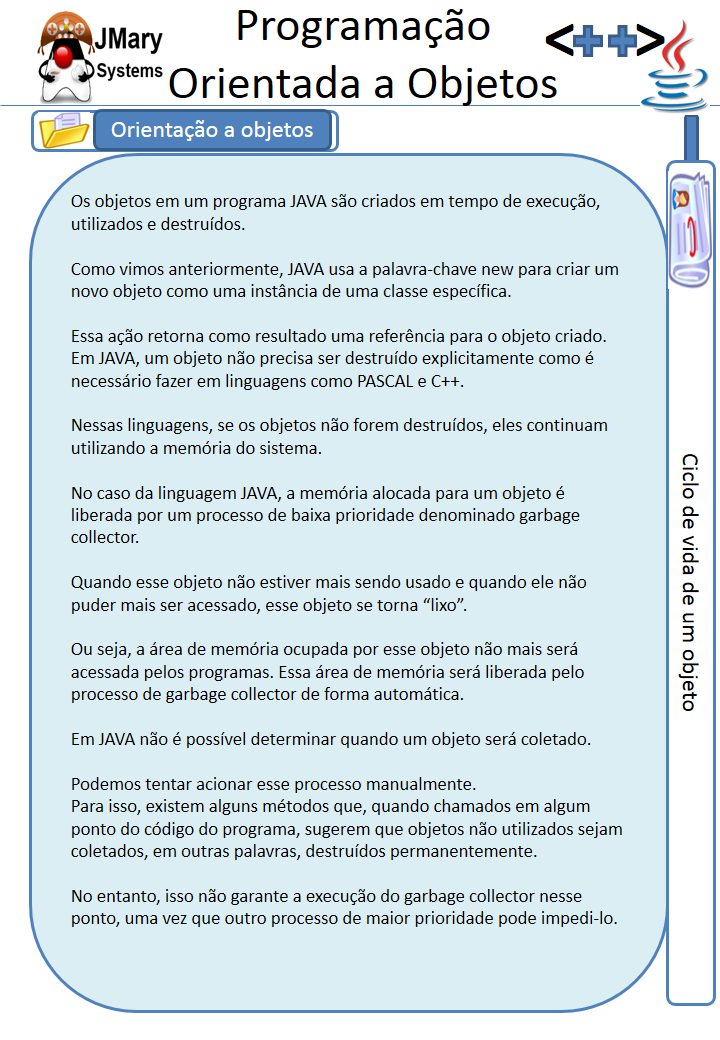 JMary
Systems
Programação
Orientada a Objetos
<++>
Orientação a objetos
Os objetos em um programa JAVA são criados em tempo de execução,
utilizados e destruídos.
Como vimos anteriormente, JAVA usa a palavra-chave new para criar um
novo objeto como uma instância de uma classe específica.
Essa ação retorna como resultado uma referência para o objeto criado.
Em JAVA, um objeto não precisa ser destruído explicitamente como é
necessário fazer em linguagens como PASCAL e C++.
Nessas linguagens, se os objetos não forem destruídos, eles continuam
utilizando a memória do sistema.
No caso da linguagem JAVA, a memória alocada para um objeto é
liberada por um processo de baixa prioridade denominado garbage
collector.
Quando esse objeto não estiver mais sendo usado e quando ele não
puder mais ser acessado, esse objeto se torna “lixo”.
Ou seja, a área de memória ocupada por esse objeto não mais será
acessada pelos programas. Essa área de memória será liberada pelo
processo de garbage collector de forma automática.
Em JAVA não é possível determinar quando um objeto será coletado.
Podemos tentar acionar esse processo manualmente.
Para isso, existem alguns métodos que, quando chamados em algum
ponto do código do programa, sugerem que objetos não utilizados sejam
coletados, em outras palavras, destruídos permanentemente.
No entanto, isso não garante a execução do garbage collector nesse
ponto, uma vez que outro processo de maior prioridade pode impedi-lo.
Ciclo de vida de um objeto